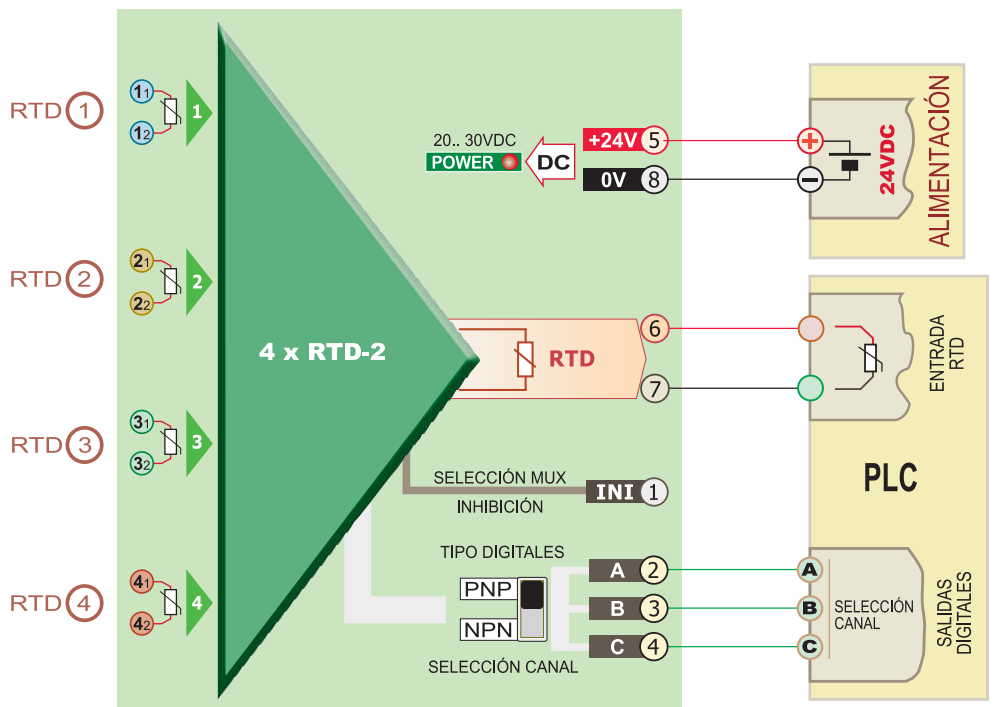 RTD 1
11
12
1
RTD 2
21
22
2
RTD 3
31
32
3
RTD 4
41
42
4
4 x RTD-2
20.. 30VDC
POWER
DC
+24V 5
0V 8
+
−
24VDC
ALIMENTACIÓN
RTD
6
7
ENTRADA
RTD
PLC
SELECCIÓN MUX
INHIBICIÓN
INI 1
TIPO DIGITALES
PNP
NPN
SELECCIÓN CANAL
A 2
B 3
C 4
A
B
C
SELECCIÓN
CANAL
SALIDAS
DIGITALES